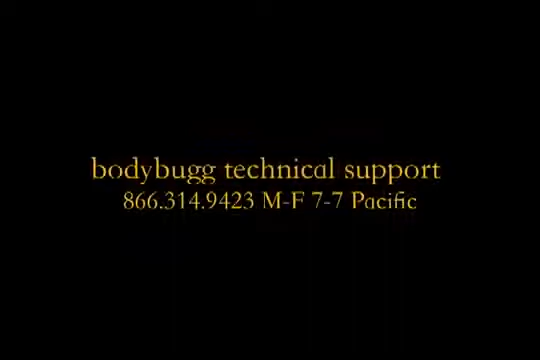 bodybugg technical support
866.314.9423 M-F 7-7 Pacific